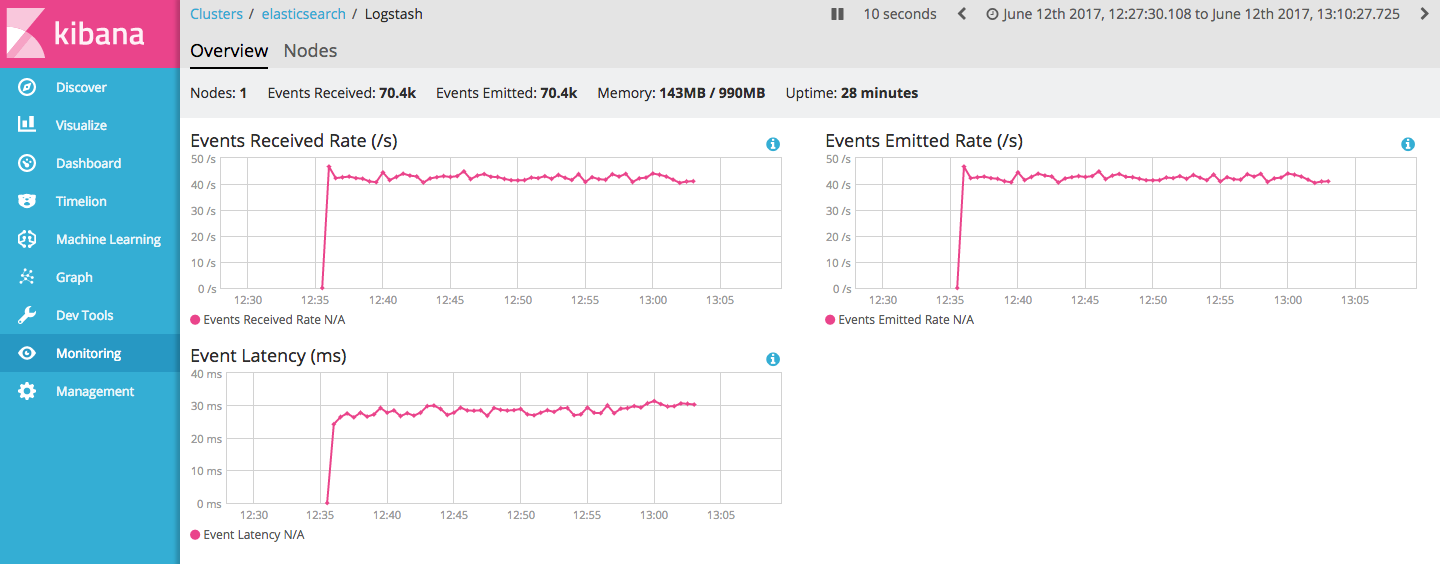 kibana
Clusters / elasticsearch / Logstash
10 seconds
June 12th 2017, 12:27:30.108 to June 12th 2017, 13:10:27.725
Overview Nodes
Nodes: 1 Events Received: 70.4k Events Emitted: 70.4k Memory: 143MB / 990MB Uptime: 28 minutes
Discover
Visualize
Dashboard
Timelion
Machine Learning
Graph
Dev Tools
Monitoring
Management
Events Received Rate (/s)
50 /s
40 /s
30 /s
20 /s
10 /s
0 /s
12:30 12:35 12:40 12:45 12:50 12:55 13:00 13:05
Events Received Rate N/A
Events Emitted Rate (/s)
50 /s
40 /s
30 /s
20 /s
10 /s
0 /s
12:30 12:35 12:40 12:45 12:50 12:55 13:00 13:05
Events Emitted Rate N/A
Event Latency (ms)
40 ms
30 ms
20 ms
10 ms
0 ms
12:30 12:35 12:40 12:45 12:50 12:55 13:00 13:05
Event Latency N/A